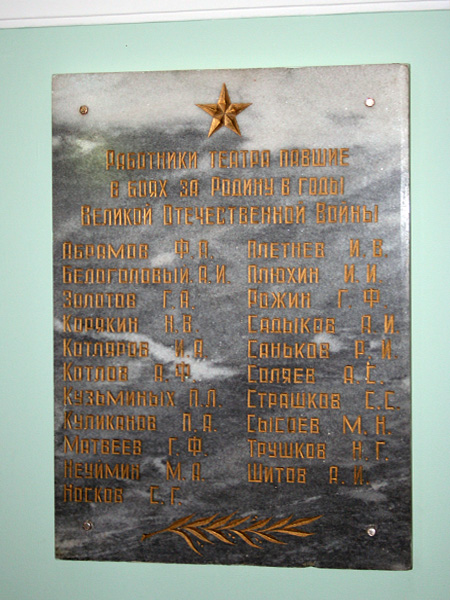 Работники театра павшие
в боях за Родину в годы
Великой Отечественной Войны
Абрамов Ф.А.
Белоголовый А.И.
Золотов Г.А.
Корякин Н.В.
Котляров И.А.
Котлов А.Ф.
Кузьминых П.Л.
Куликанов П.А.
Матвеев Г.Ф.
Неуймин М.А.
Носков С.Г.
Плетнев И.В.
Плюхин И.И.
Рожин Г.Ф.
Садыков А.И.
Саньков Р.И.
Соляев А.С.
Страшков С.С.
Сысоев М.Н.
Трушков Н.Г.
Шитов А.И.